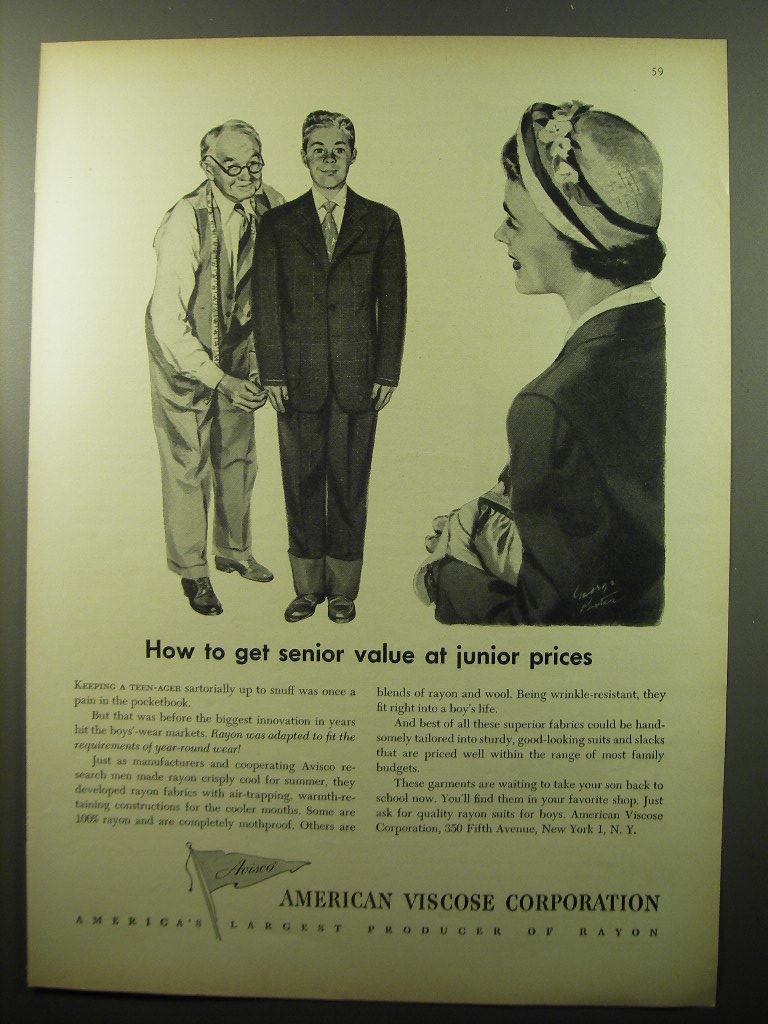 59
George
How to get senior value at junior prices
KEEPING A TEEN-AGER sartorially up to snuff was once a
pain in the pocketbook.
But that was before the biggest innovation in years
hit the boys'-wear markets. Rayon was adapted to fit the
requirements of year-round wear!
Just as manufacturers and cooperating Avisco re-
search men made rayon crisply cool for summer, they
developed rayon fabrics with air-trapping, warmth-re-
taining constructions for the cooler months. Some are
100% rayon and are completely mothproof. Others are
blends of rayon and wool. Being wrinkle-resistant, they
fit right into a boy's life.
And best of all these superior fabrics could be hand-
somely tailored into sturdy, good-looking suits and slacks
that are priced well within the range of most family
budgets.
These garments are waiting to take your son back to
school now. You'll find them in your favorite shop. Just
ask for quality rayon suits for boys. American Viscose
Corporation, 350 Fifth Avenue, New York 1, N. Y.
Avisco
AMERICAN VISCOSE CORPORATION
AMERICA'S LARGEST PRODUCER OF RAYON